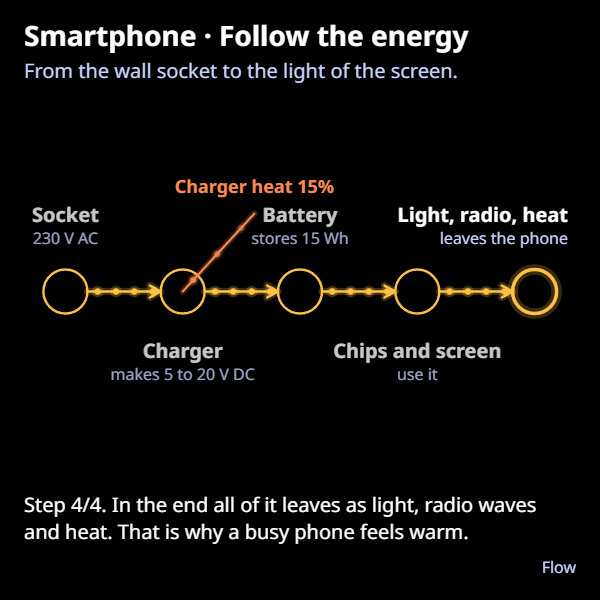 Smartphone · Follow the energy
From the wall socket to the light of the screen.
Charger heat 15%
Socket
230 V AC
Battery
stores 15 Wh
Light, radio, heat
leaves the phone
Charger
makes 5 to 20 V DC
Chips and screen
use it
Step 4/4. In the end all of it leaves as light, radio waves
and heat. That is why a busy phone feels warm.
Flow